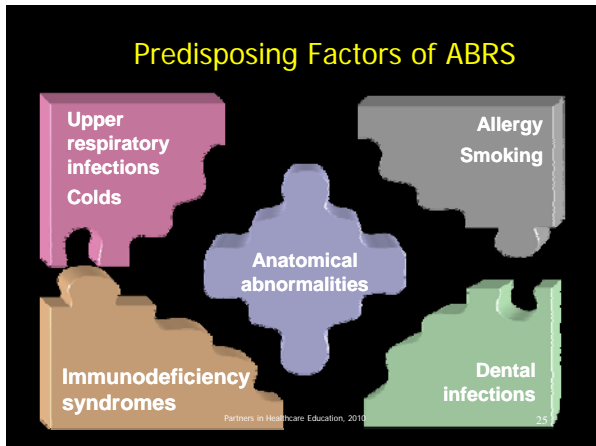 Predisposing Factors of ABRS
Upper
respiratory
infections
Colds
Allergy
Smoking
Anatomical
abnormalities
Immunodeficiency
syndromes
Dental
infections
Partners in Healthcare Education, 2010
25